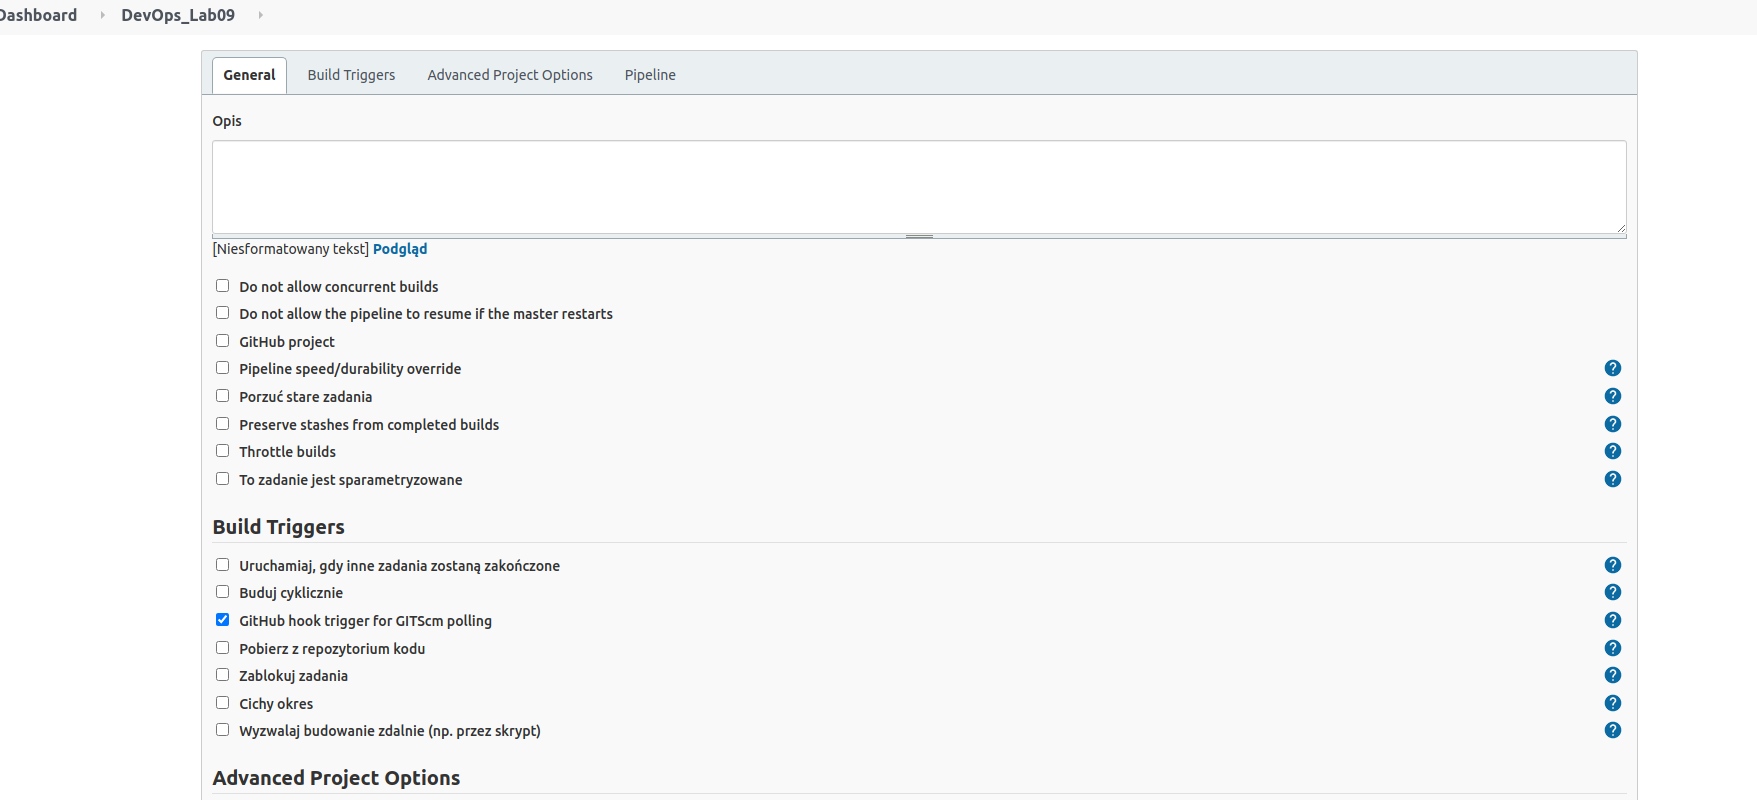 Dashboard DevOps_Lab09
General Build Triggers Advanced Project Options Pipeline
Opis
[Niesformatowany tekst] Podgląd
Do not allow concurrent builds
Do not allow the pipeline to resume if the master restarts
GitHub project
Pipeline speed/durability override ?
Porzuć stare zadania ?
Preserve stashes from completed builds ?
Throttle builds ?
To zadanie jest sparametryzowane ?
Build Triggers
Uruchamiaj, gdy inne zadania zostaną zakończone ?
Buduj cyklicznie ?
GitHub hook trigger for GITScm polling ?
Pobierz z repozytorium kodu ?
Zablokuj zadania ?
Cichy okres ?
Wyzwalaj budowanie zdalnie (np. przez skrypt) ?
Advanced Project Options